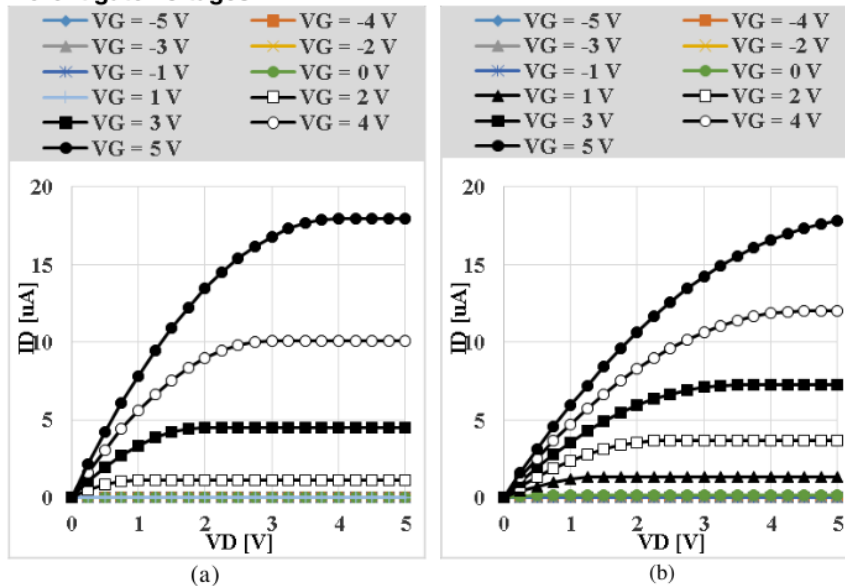 VG = -5 V VG = -4 V
VG = -3 V VG = -2 V
VG = -1 V VG = 0 V
VG = 1 V VG = 2 V
VG = 3 V VG = 4 V
VG = 5 V
20
15
10
5
0
ID [uA]
0 1 2 3 4 5
VD [V]
(a)
VG = -5 V VG = -4 V
VG = -3 V VG = -2 V
VG = -1 V VG = 0 V
VG = 1 V VG = 2 V
VG = 3 V VG = 4 V
VG = 5 V
20
15
10
5
0
ID [uA]
0 1 2 3 4 5
VD [V]
(b)